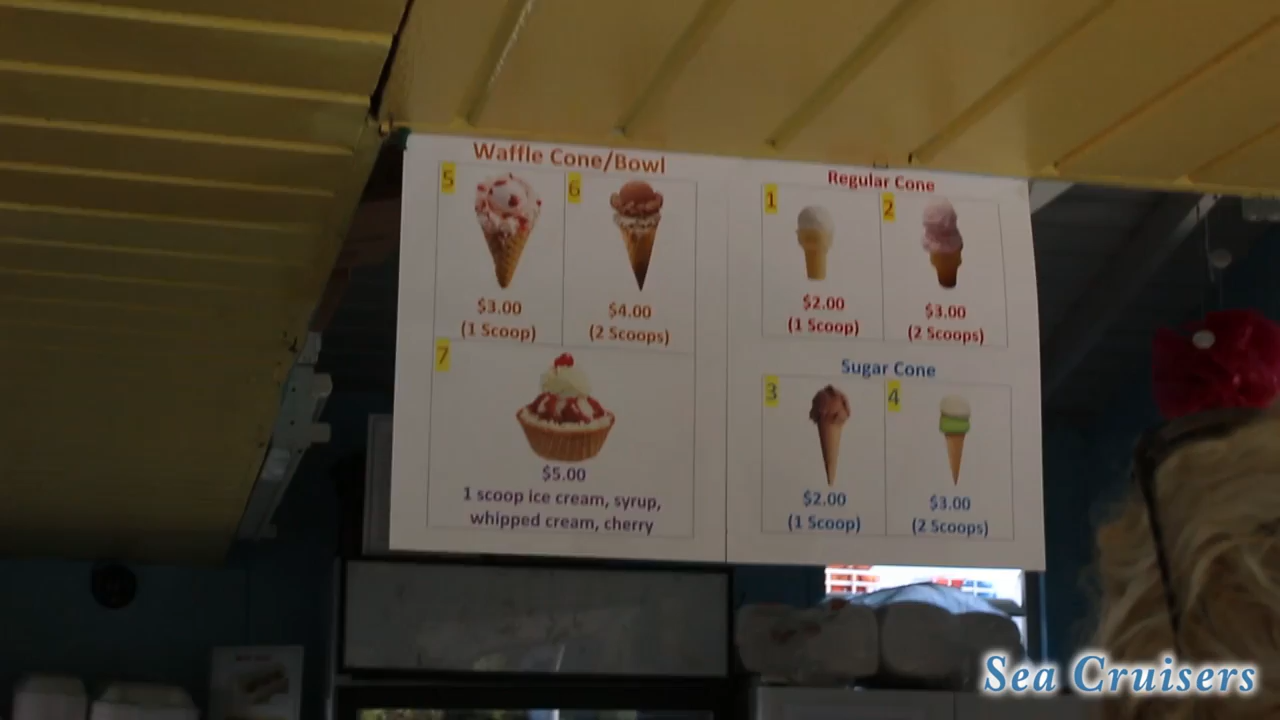 Waffle Cone/Bowl
5
6
$3.00
(1 Scoop)
$4.00
(2 Scoops)
7
$5.00
1 scoop ice cream, syrup,
whipped cream, cherry
Regular Cone
1
2
$2.00
(1 Scoop)
$3.00
(2 Scoops)
Sugar Cone
3
4
$2.00
(1 Scoop)
$3.00
(2 Scoops)
Sea Cruisers